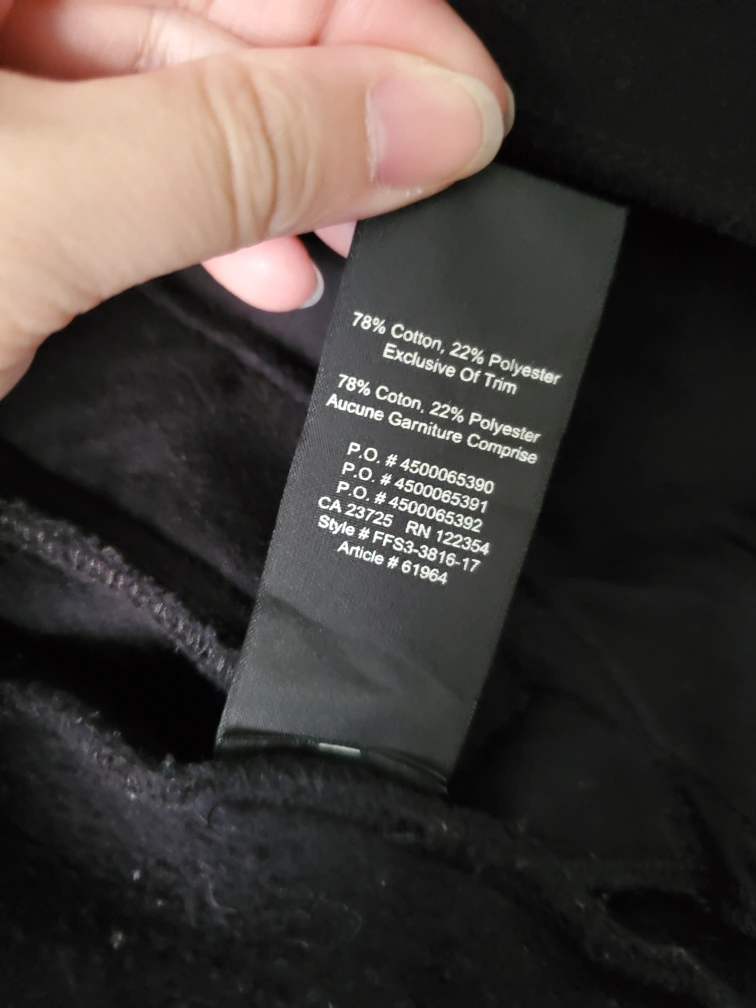 78% Cotton, 22% Polyester
Exclusive Of Trim
78% Coton, 22% Polyester
Aucune Garniture Comprise
P.O. # 4500065390
P.O. # 4500065391
P.O. # 4500065392
CA 23725 RN 122354
Style # FFS3-3816-17
Article # 61964